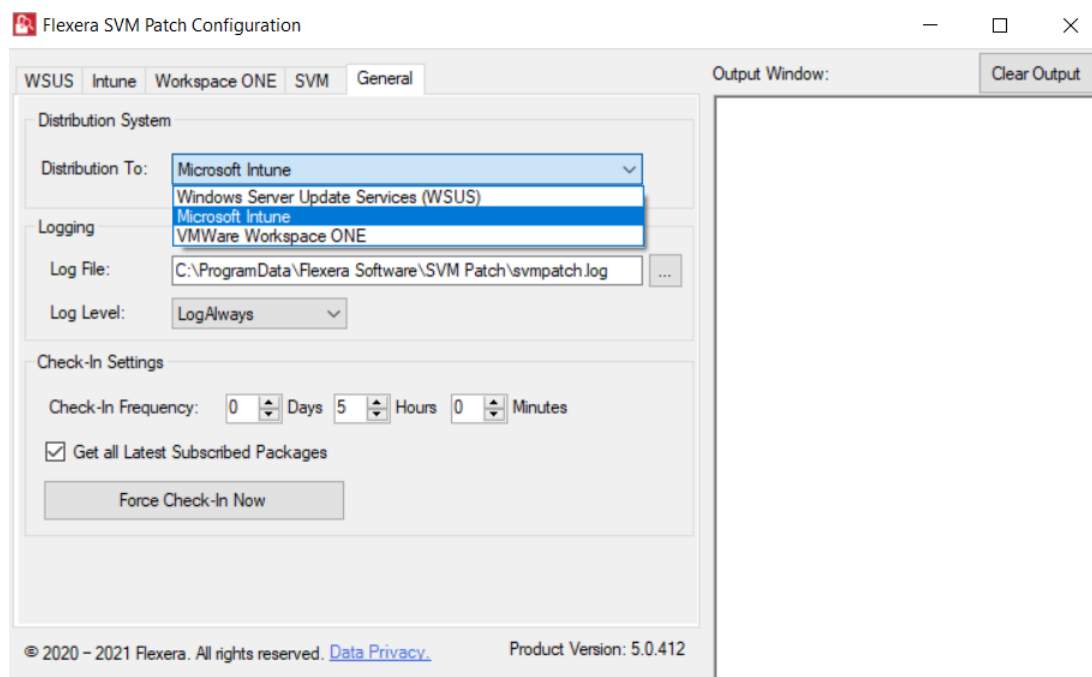 Flexera SVM Patch Configuration
WSUS Intune Workspace ONE SVM General
Output Window: Clear Output
Distribution System
Distribution To: Microsoft Intune
Windows Server Update Services (WSUS)
Microsoft Intune
VMWare Workspace ONE
Logging
Log File: C:\ProgramData\Flexera Software\SVM Patch\svmpatch.log ...
Log Level: LogAlways
Check-In Settings
Check-In Frequency: 0 Days 5 Hours 0 Minutes
Get all Latest Subscribed Packages
Force Check-In Now
© 2020 – 2021 Flexera. All rights reserved. Data Privacy. Product Version: 5.0.412